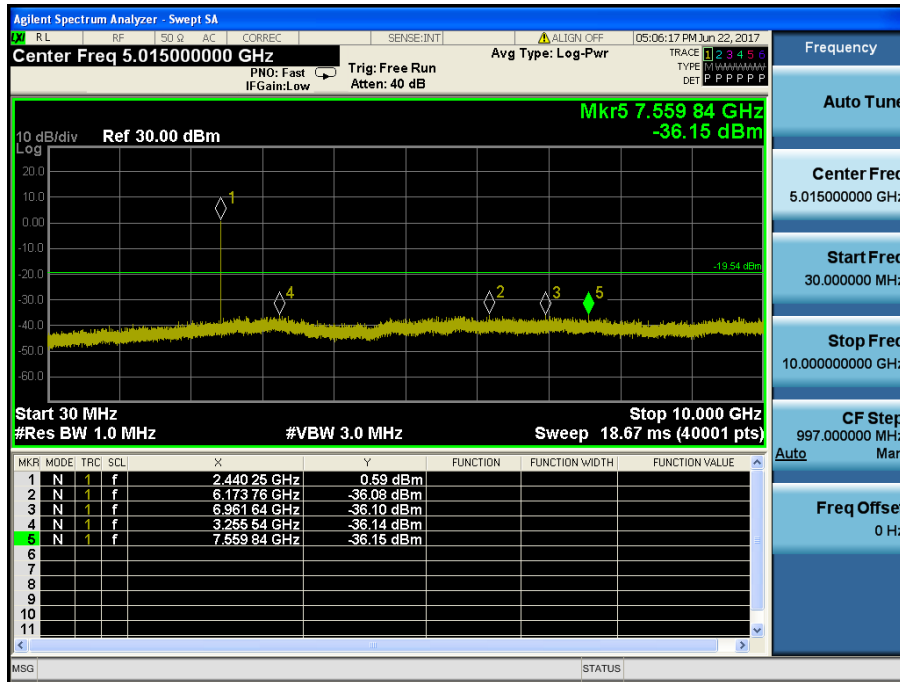 Agilent Spectrum Analyzer - Swept SA
LXI RL RF 50 Ω AC CORREC SENSE:INT ALIGN OFF 05:06:17 PM Jun 22, 2017
Center Freq 5.015000000 GHz
PNO: Fast
IFGain:Low
Trig: Free Run
Atten: 40 dB
Avg Type: Log-Pwr
TRACE 1 2 3 4 5 6
TYPE M WWWWW
DET P P P P P P
Mkr5 7.559 84 GHz
-36.15 dBm
10 dB/div Ref 30.00 dBm
Log
20.0
10.0
0.00
-10.0
-20.0
-30.0
-40.0
-50.0
-60.0
1
4
2
3
5
-19.54 dBm
Start 30 MHz Stop 10.000 GHz
#Res BW 1.0 MHz #VBW 3.0 MHz Sweep 18.67 ms (40001 pts)
MKR MODE TRC SCL X Y FUNCTION FUNCTION WIDTH FUNCTION VALUE
1 N 1 f 2.440 25 GHz 0.59 dBm
2 N 1 f 6.173 76 GHz -36.08 dBm
3 N 1 f 6.961 64 GHz -36.10 dBm
4 N 1 f 3.255 54 GHz -36.14 dBm
5 N 1 f 7.559 84 GHz -36.15 dBm
6
7
8
9
10
11
MSG STATUS
Frequency
Auto Tune
Center Freq
5.015000000 GHz
Start Freq
30.000000 MHz
Stop Freq
10.000000000 GHz
CF Step
997.000000 MHz
Auto Man
Freq Offset
0 Hz